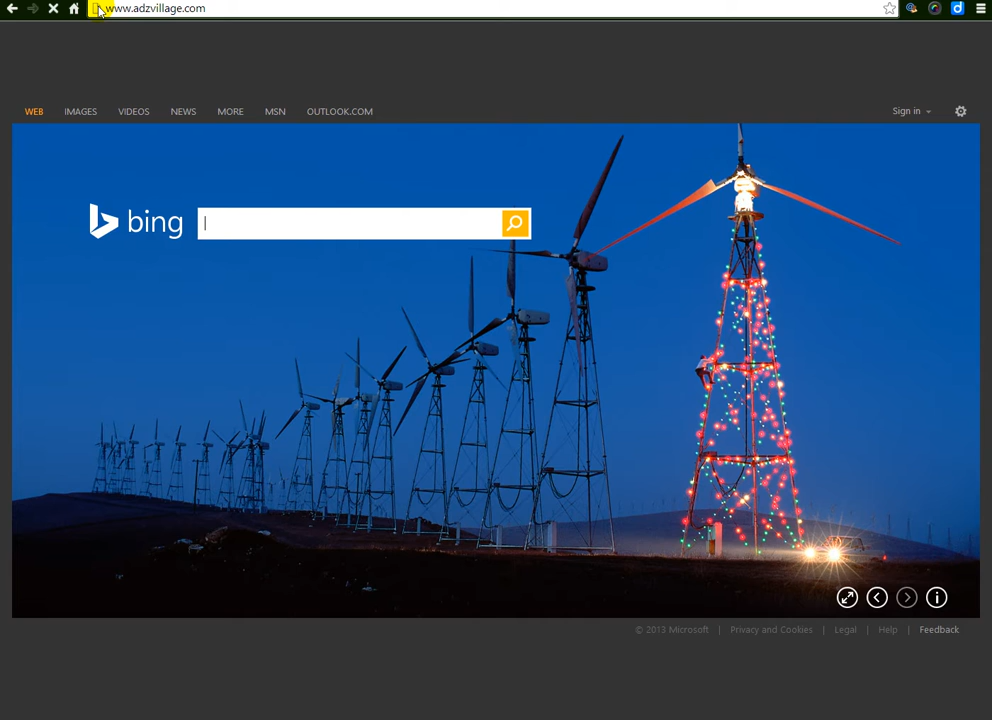 www.adzvillage.com
WEB IMAGES VIDEOS NEWS MORE MSN OUTLOOK.COM Sign in
bing
© 2013 Microsoft | Privacy and Cookies | Legal | Help | Feedback